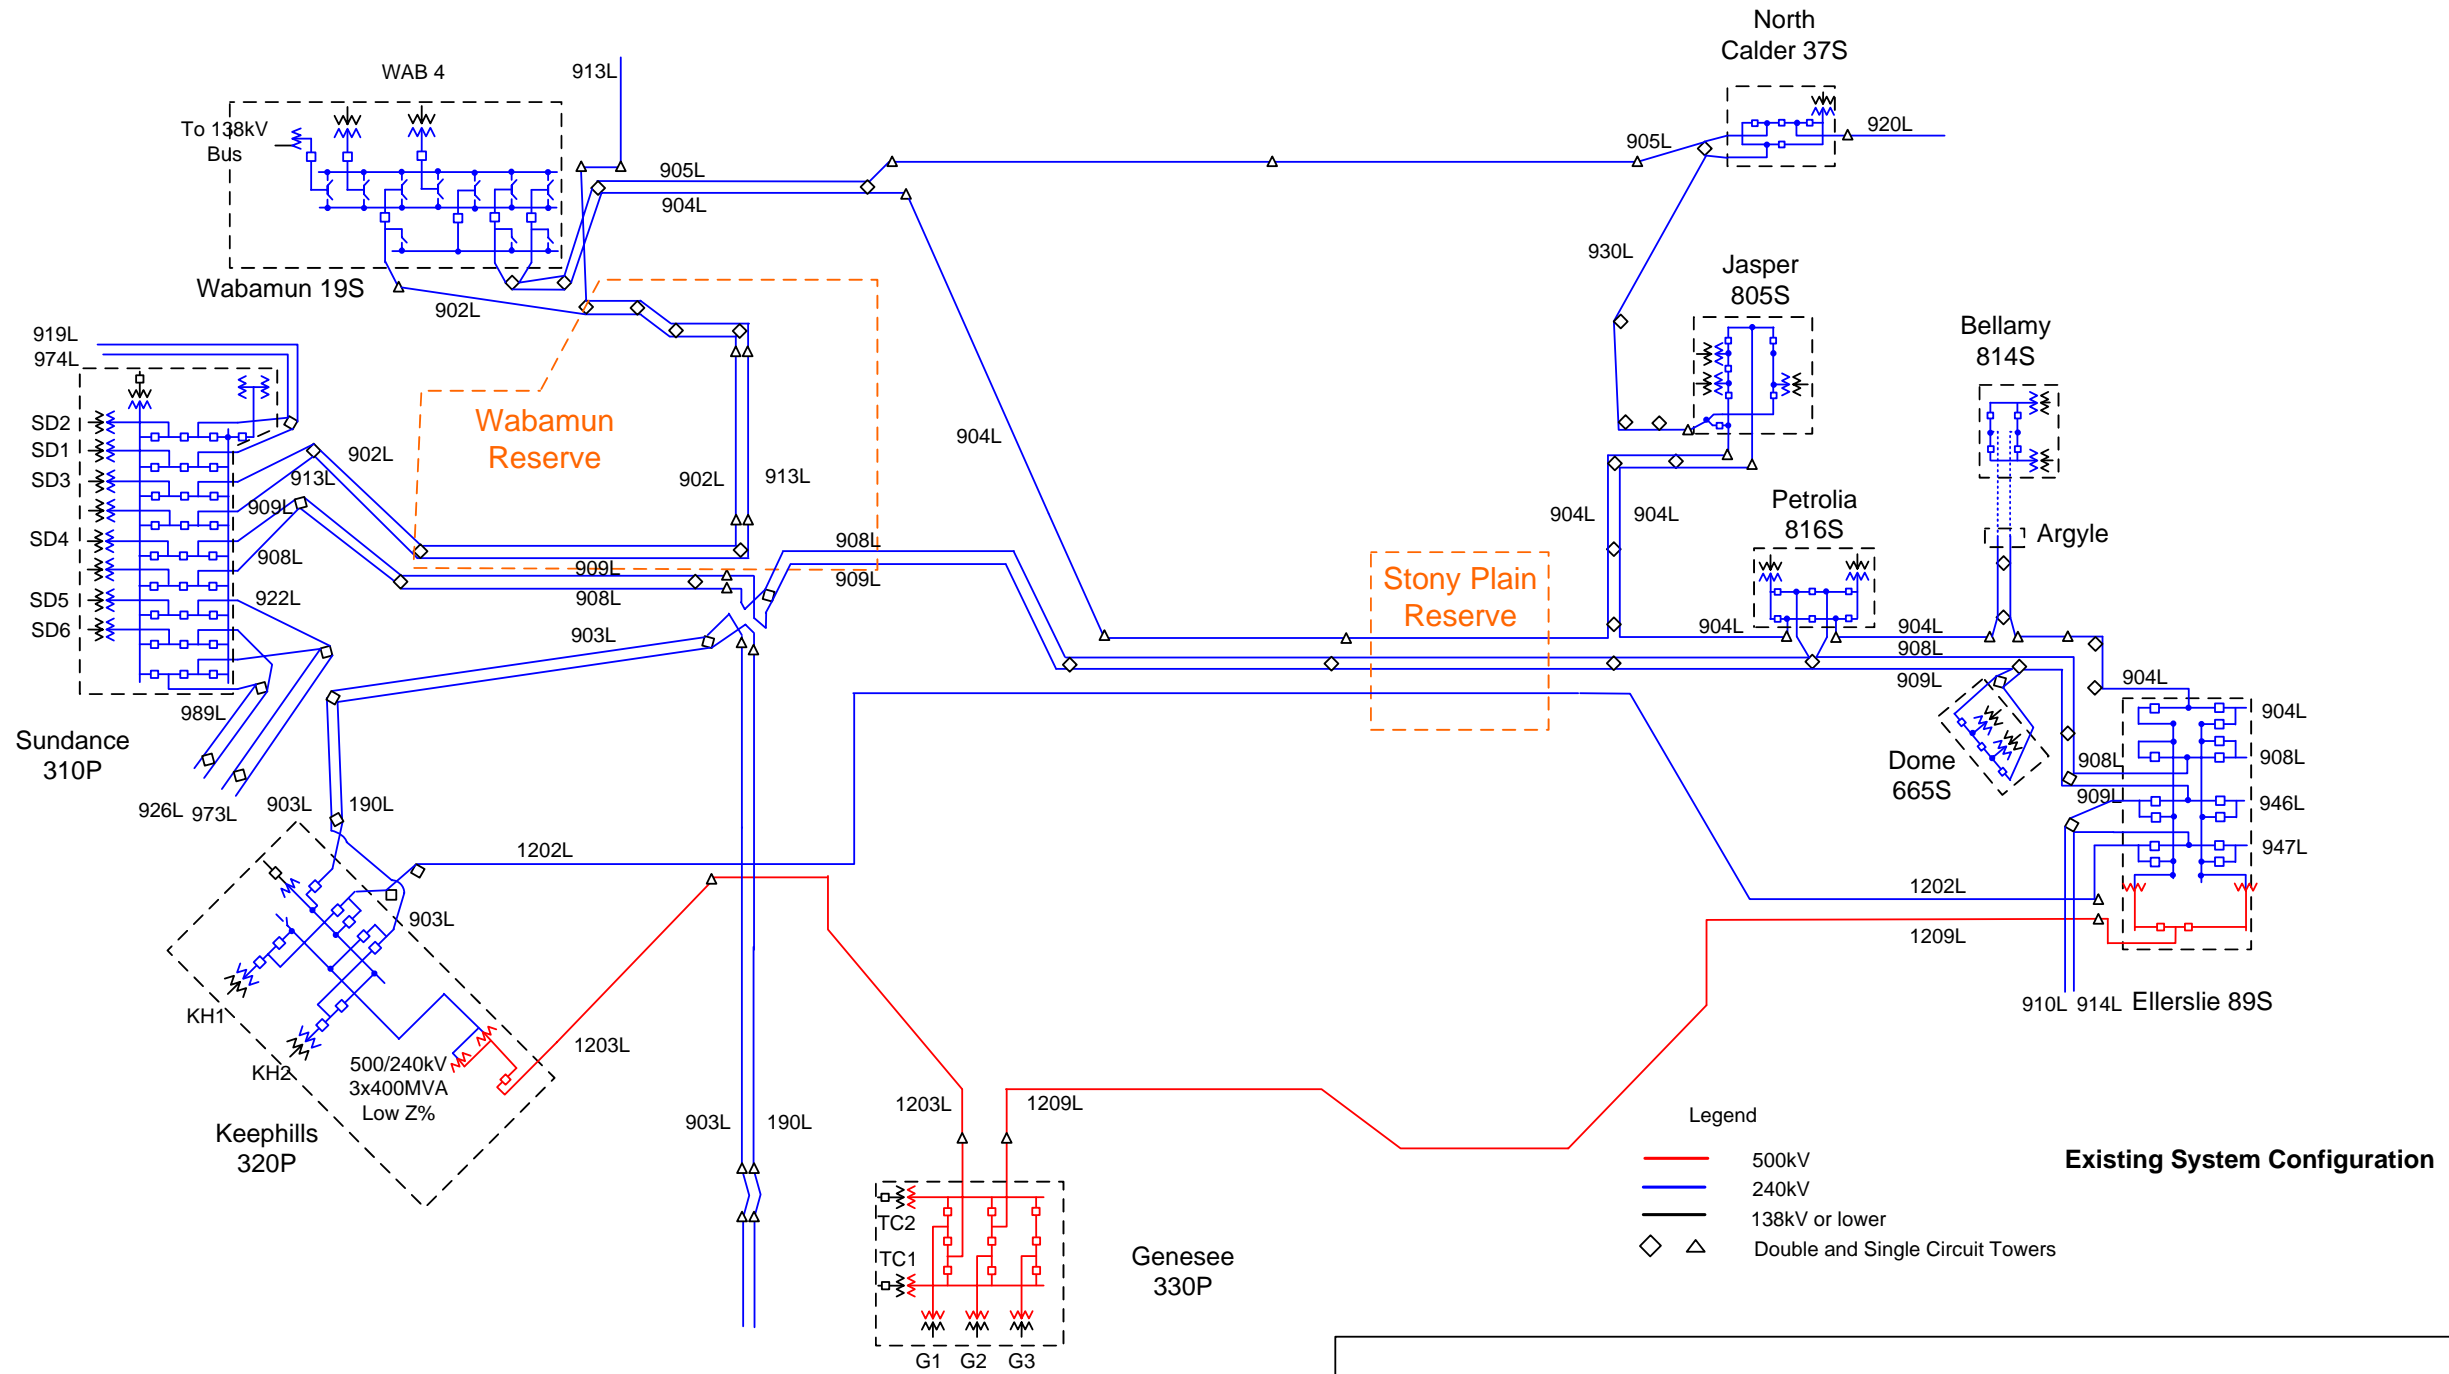 North
Calder 37S
WAB 4
913L
To 138kV
Bus
905L
920L
905L
904L
930L
Jasper
805S
Wabamun 19S
902L
Bellamy
814S
919L
974L
Wabamun
Reserve
SD2
SD1
SD3
SD4
SD5
SD6
902L
913L
909L
908L
922L
904L
902L
913L
904L
904L
Petrolia
816S
Argyle
908L
909L
909L
908L
Stony Plain
Reserve
903L
904L
904L
908L
909L
904L
904L
908L
946L
947L
908L
909L
Dome
665S
989L
Sundance
310P
926L
973L
903L
190L
1202L
903L
1202L
1209L
910L
914L
Ellerslie 89S
KH1
KH2
500/240kV
3x400MVA
Low Z%
1203L
Keephills
320P
903L
190L
1203L
1209L
Legend
500kV
240kV
138kV or lower
Double and Single Circuit Towers
Existing System Configuration
TC2
TC1
Genesee
330P
G1
G2
G3